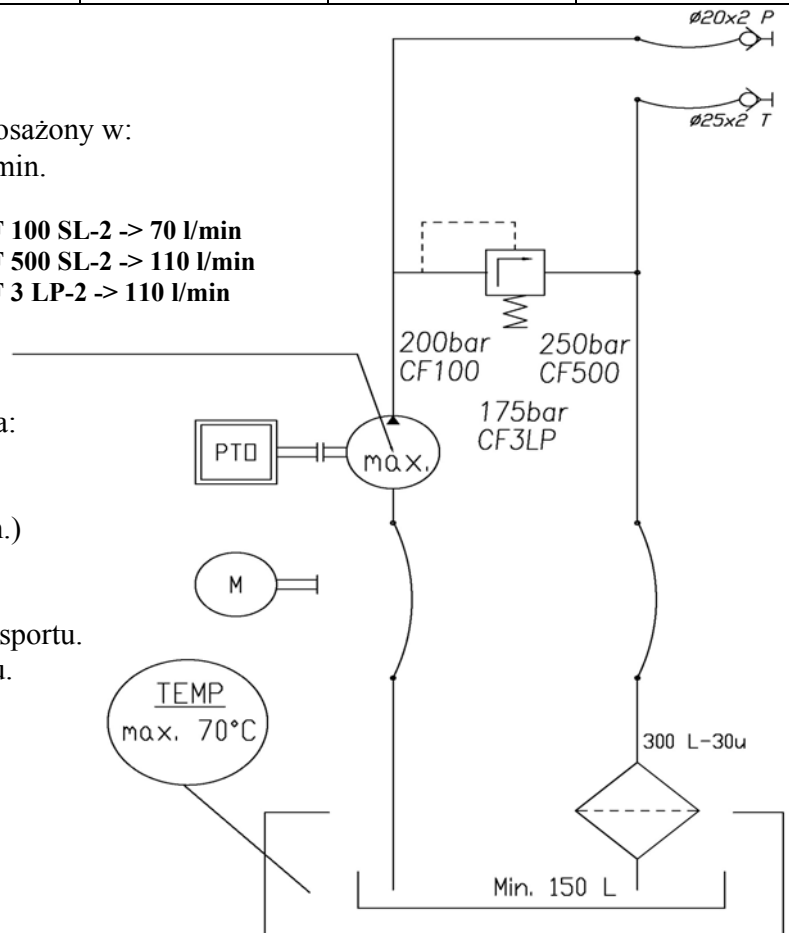 ø20x2 P
osażony w:
ø25x2 T
min.
F 100 SL-2 -> 70 l/min
F 500 SL-2 -> 110 l/min
F 3 LP-2 -> 110 l/min
200bar
CF100
250bar
CF500
175bar
CF3LP
a:
PTO
max.
n.)
M
sportu.
u.
TEMP
max. 70°C
300 L-30u
Min. 150 L